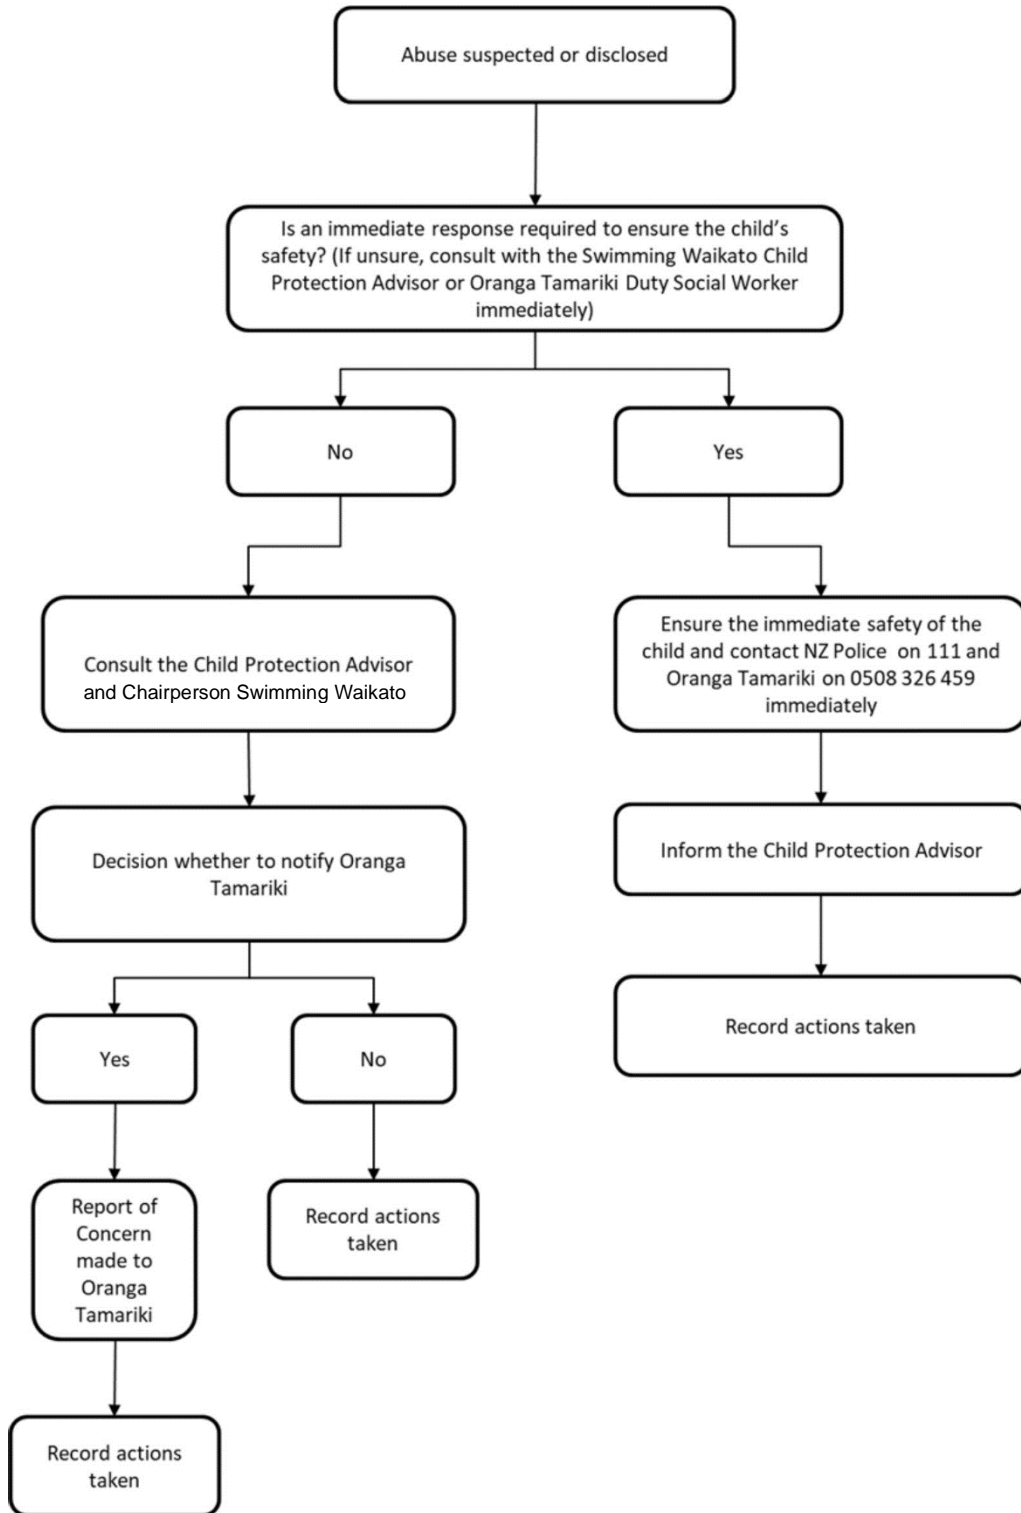 Abuse suspected or disclosed
Is an immediate response required to ensure the child's
safety? (If unsure, consult with the Swimming Waikato Child
Protection Advisor or Oranga Tamariki Duty Social Worker
immediately)
No
Yes
Consult the Child Protection Advisor
and Chairperson Swimming Waikato
Ensure the immediate safety of the
child and contact NZ Police on 111 and
Oranga Tamariki on 0508 326 459
immediately
Decision whether to notify Oranga
Tamariki
Inform the Child Protection Advisor
Yes
No
Record actions taken
Report of
Concern
made to
Oranga
Tamariki
Record actions
taken
Record actions
taken